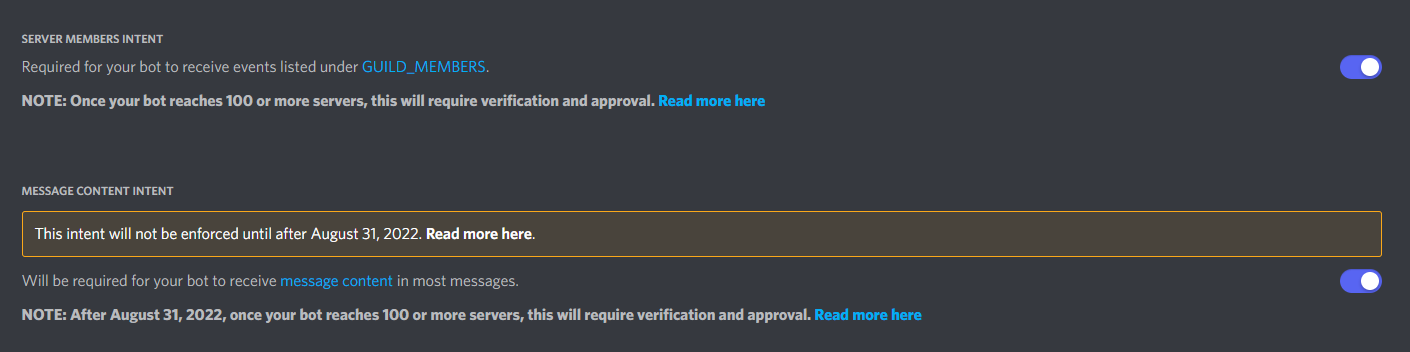 SERVER MEMBERS INTENT
Required for your bot to receive events listed under GUILD_MEMBERS.
NOTE: Once your bot reaches 100 or more servers, this will require verification and approval. Read more here
MESSAGE CONTENT INTENT
This intent will not be enforced until after August 31, 2022. Read more here.
Will be required for your bot to receive message content in most messages.
NOTE: After August 31, 2022, once your bot reaches 100 or more servers, this will require verification and approval. Read more here